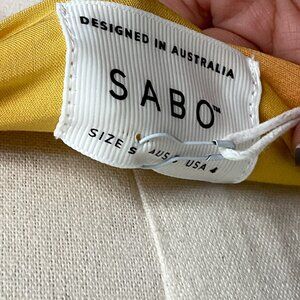 DESIGNED IN AUSTRALIA
SABO™
SIZE S AUS USA 4